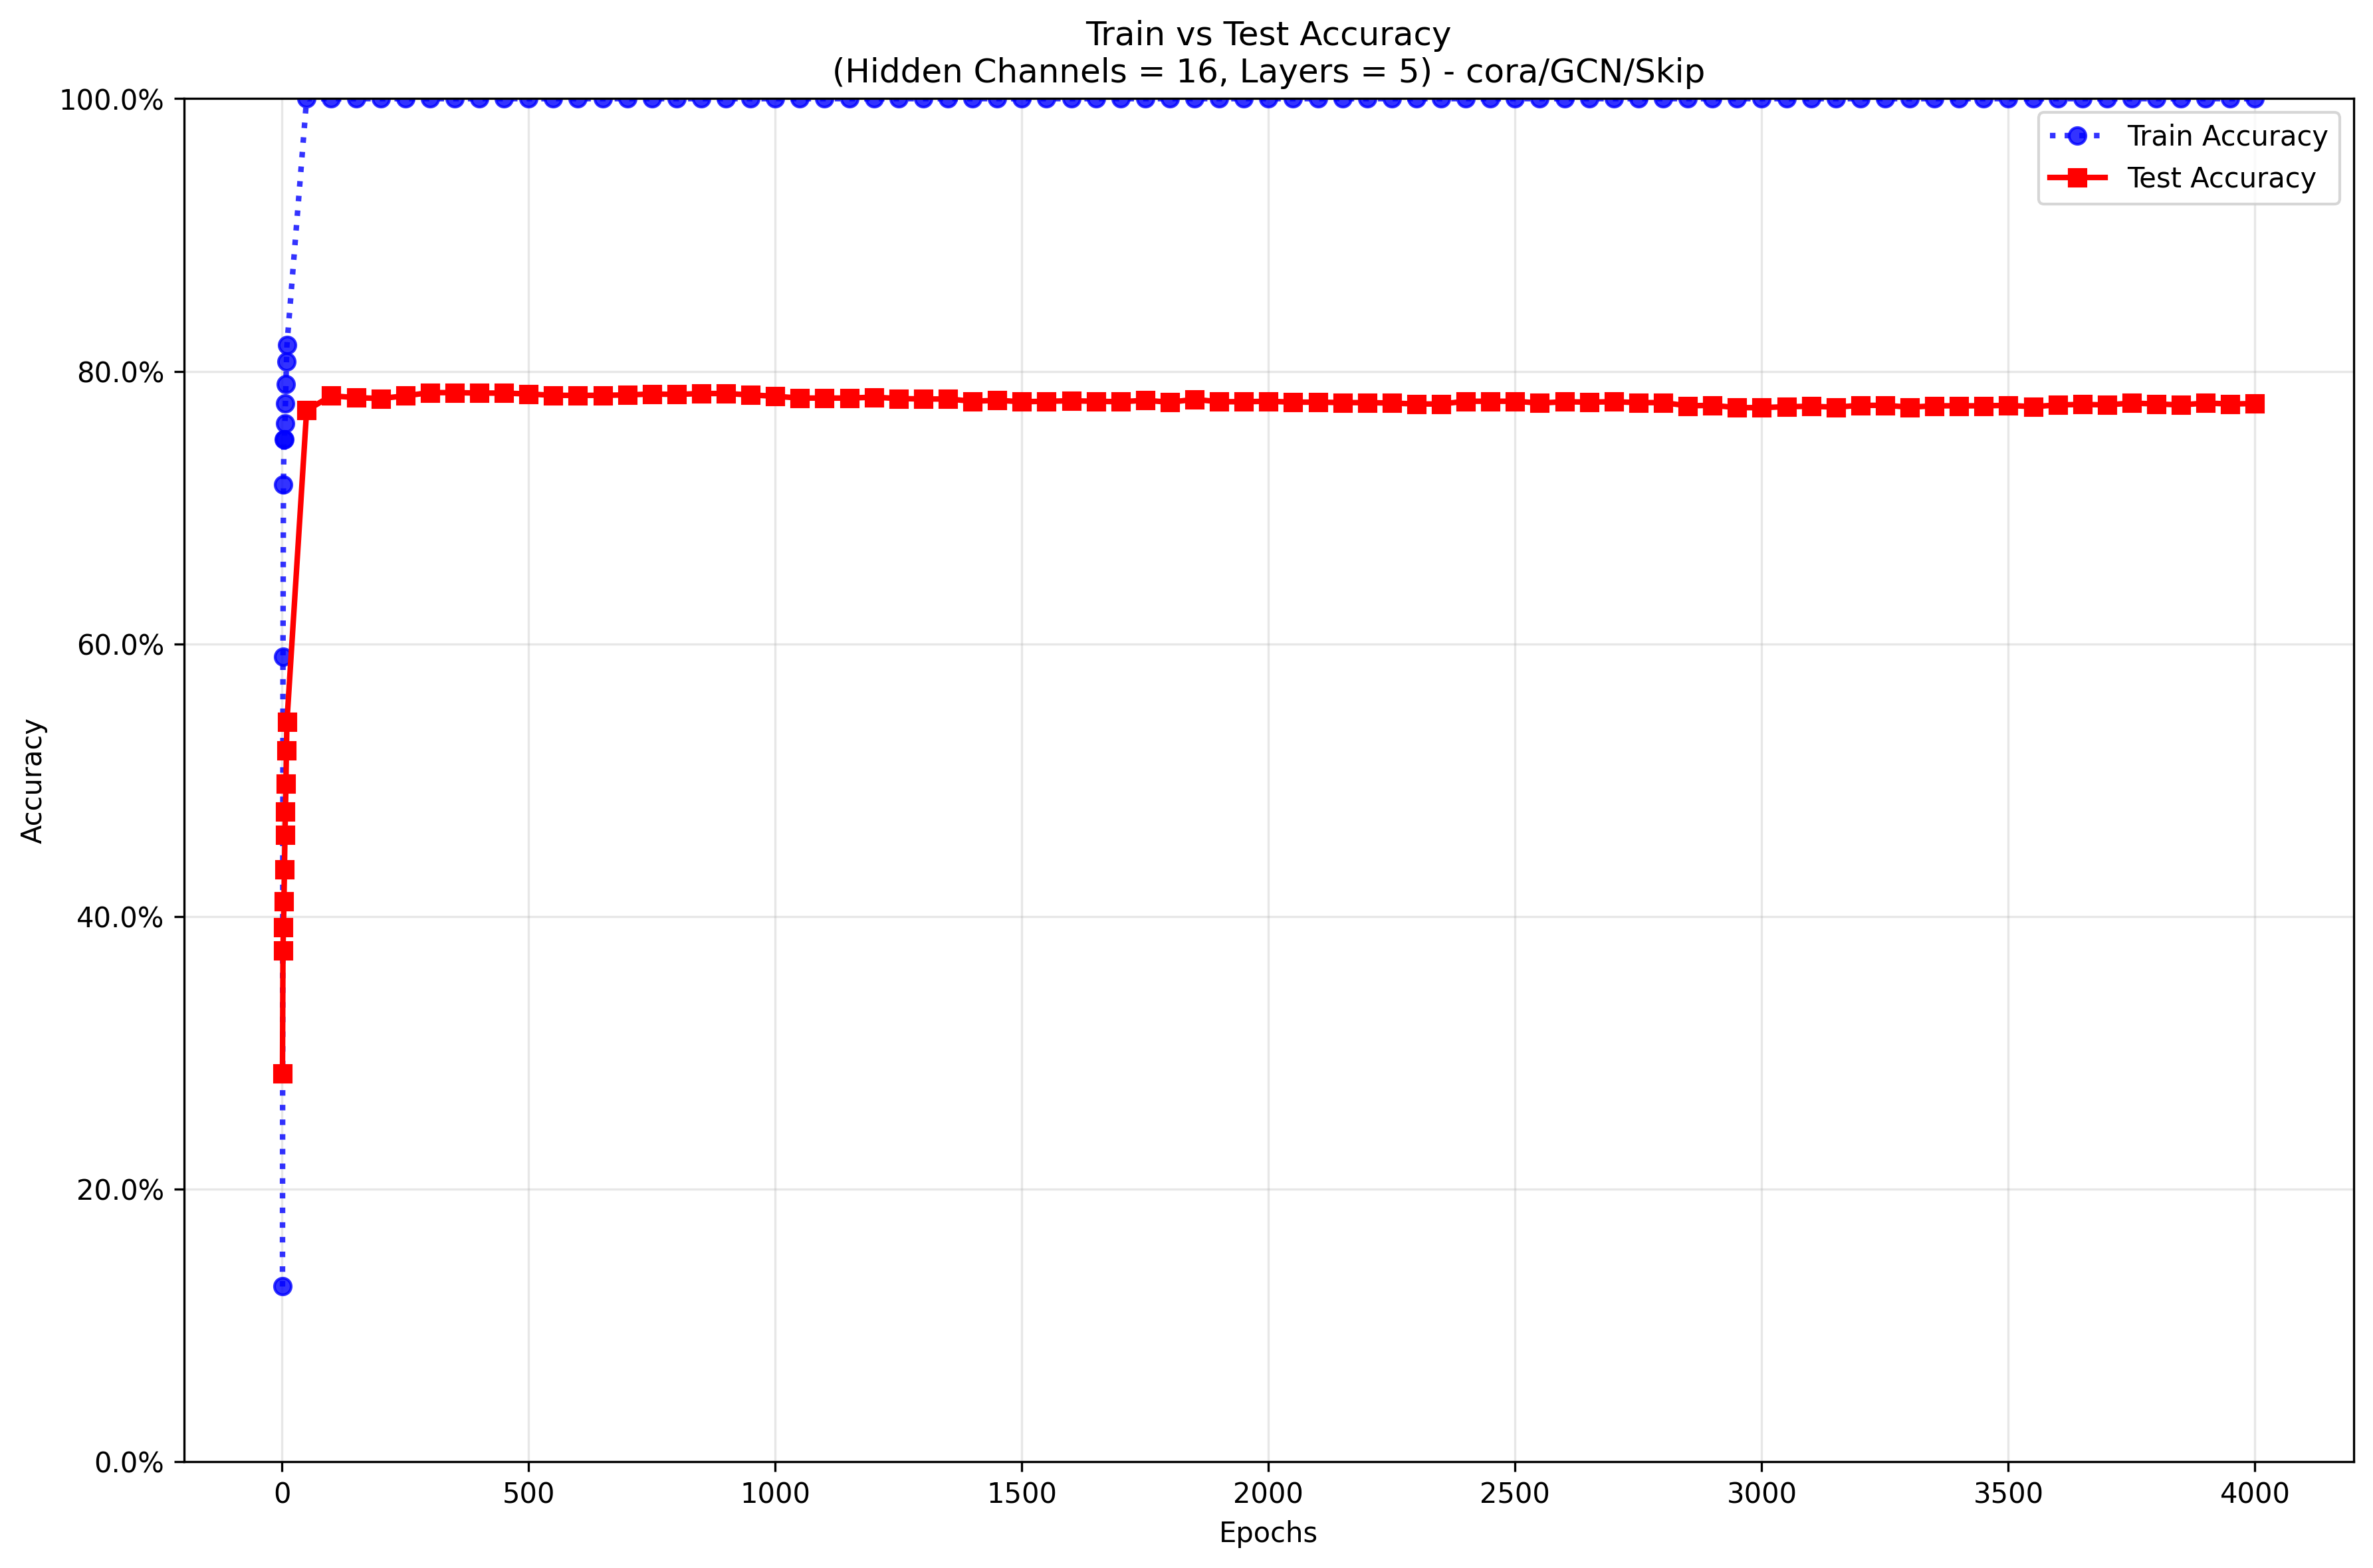 Train vs Test Accuracy
(Hidden Channels = 16, Layers = 5) - cora/GCN/Skip
100.0%
80.0%
60.0%
40.0%
20.0%
0.0%
Accuracy
Train Accuracy
Test Accuracy
0 500 1000 1500 2000 2500 3000 3500 4000
Epochs